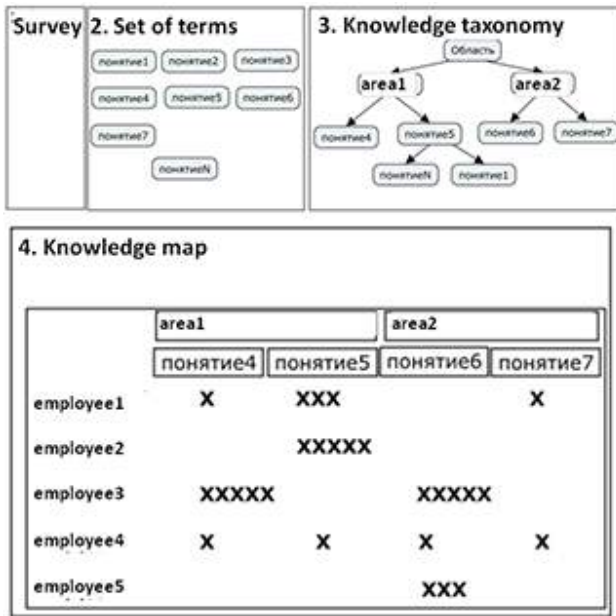 Survey
2. Set of terms
понятие1 понятие2 понятие3
понятие4 понятие5 понятие6
понятие7
понятиеN
3. Knowledge taxonomy
Область
area1 area2
понятие4 понятие5 понятие6 понятие7
понятиеN понятие1
4. Knowledge map
area1 area2
понятие4 понятие5 понятие6 понятие7
employee1 X XXX X
employee2 XXXXX
employee3 XXXXX XXXXX
employee4 X X X X
employee5 XXX